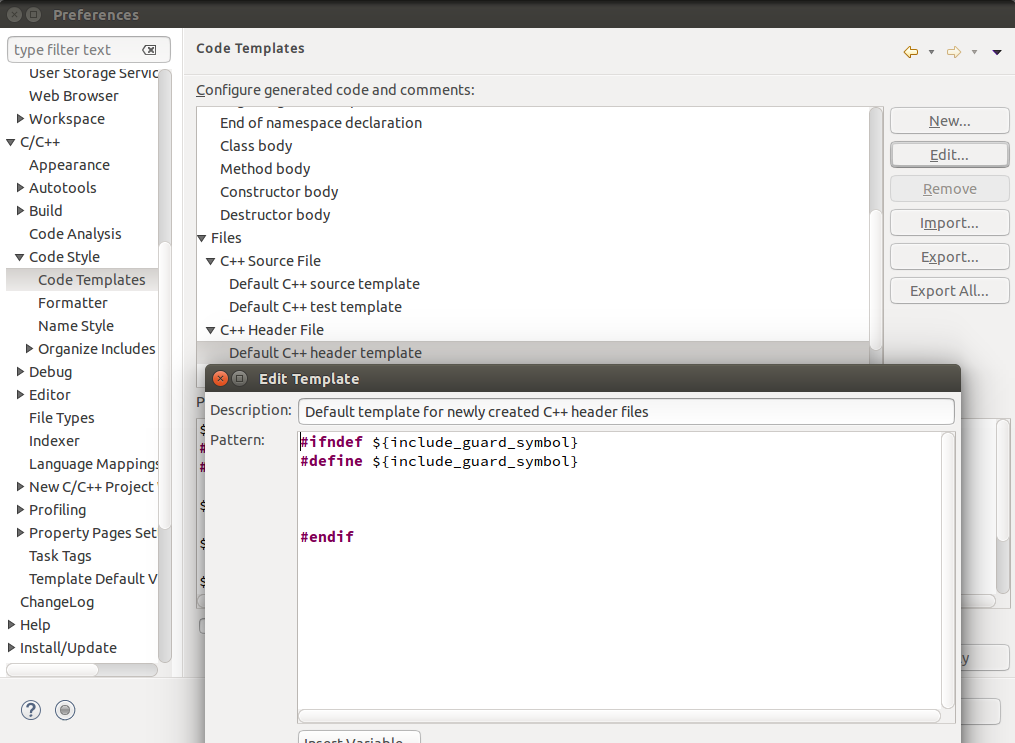 Preferences
type filter text
User Storage Servic
Web Browser
Workspace
C/C++
Appearance
Autotools
Build
Code Analysis
Code Style
Code Templates
Formatter
Name Style
Organize Includes
Debug
Editor
File Types
Indexer
Language Mappings
New C/C++ Project
Profiling
Property Pages Set
Task Tags
Template Default V
ChangeLog
Help
Install/Update
Code Templates
Configure generated code and comments:
End of namespace declaration
Class body
Method body
Constructor body
Destructor body
Files
C++ Source File
Default C++ source template
Default C++ test template
C++ Header File
Default C++ header template
New...
Edit...
Remove
Import...
Export...
Export All...
P
$
#
#
$
$
$
y
Edit Template
Description: Default template for newly created C++ header files
Pattern:
#ifndef ${include_guard_symbol}
#define ${include_guard_symbol}
#endif
Insert Variable...